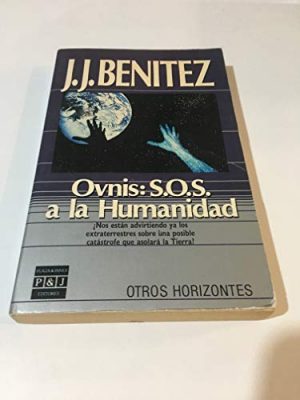 J.J. BENITEZ
Ovnis: S.O.S.
a la Humanidad
¿Nos están advirtiendo ya los
extraterrestres sobre una posible
catástrofe que asolará la Tierra?
PLAZA & JANES
P&J
EDITORES
OTROS HORIZONTES